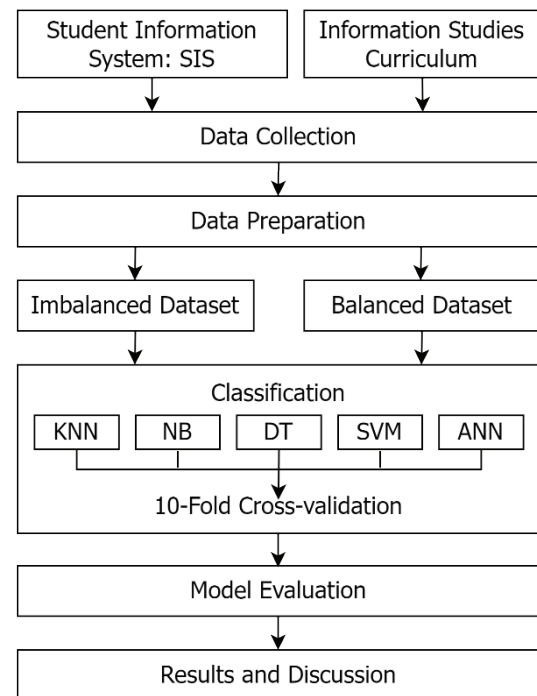 Student Information
System: SIS
Information Studies
Curriculum
Data Collection
Data Preparation
Imbalanced Dataset
Balanced Dataset
Classification
KNN
NB
DT
SVM
ANN
10-Fold Cross-validation
Model Evaluation
Results and Discussion